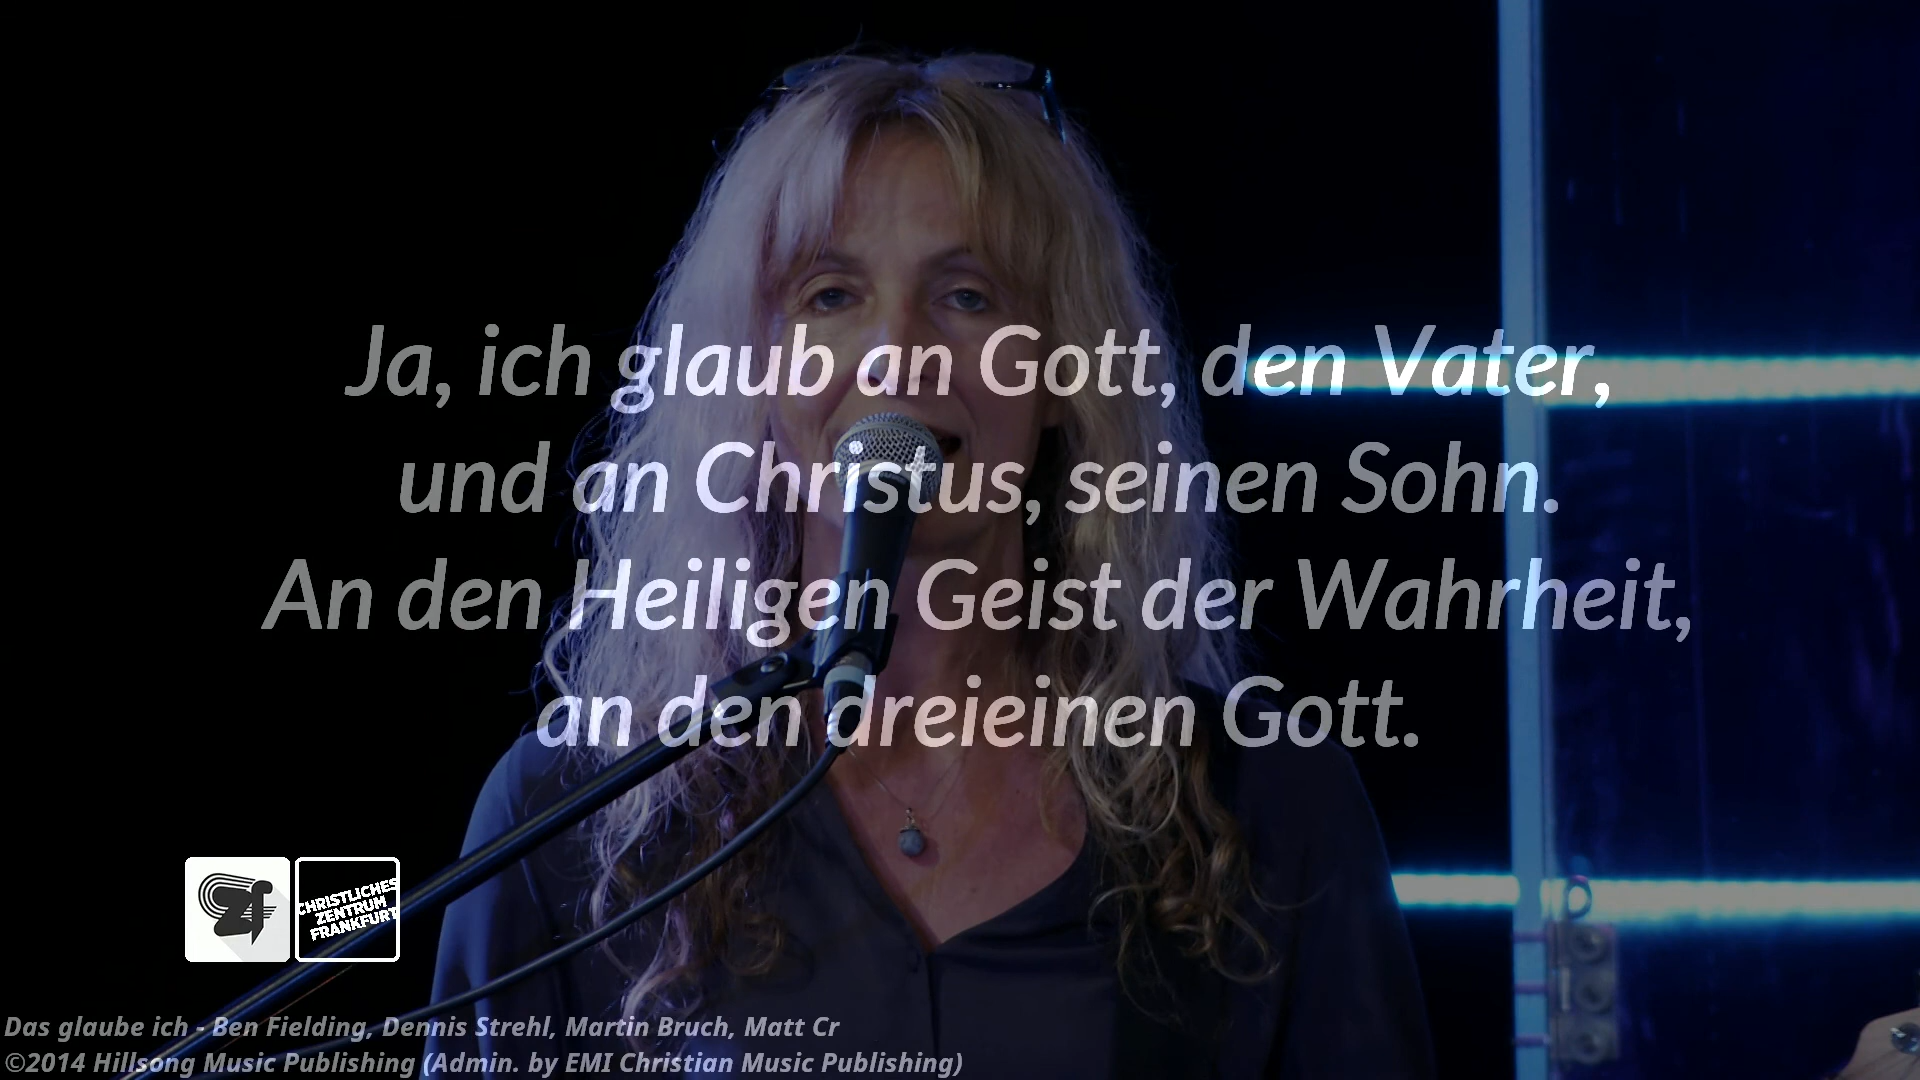 Ja, ich glaub an Gott, den Vater,
und an Christus, seinen Sohn.
An den Heiligen Geist der Wahrheit,
an den dreieinen Gott.
CHRISTLICHES
ZENTRUM
FRANKFURT
Das glaube ich - Ben Fielding, Dennis Strehl, Martin Bruch, Matt Cr
©2014 Hillsong Music Publishing (Admin. by EMI Christian Music Publishing)